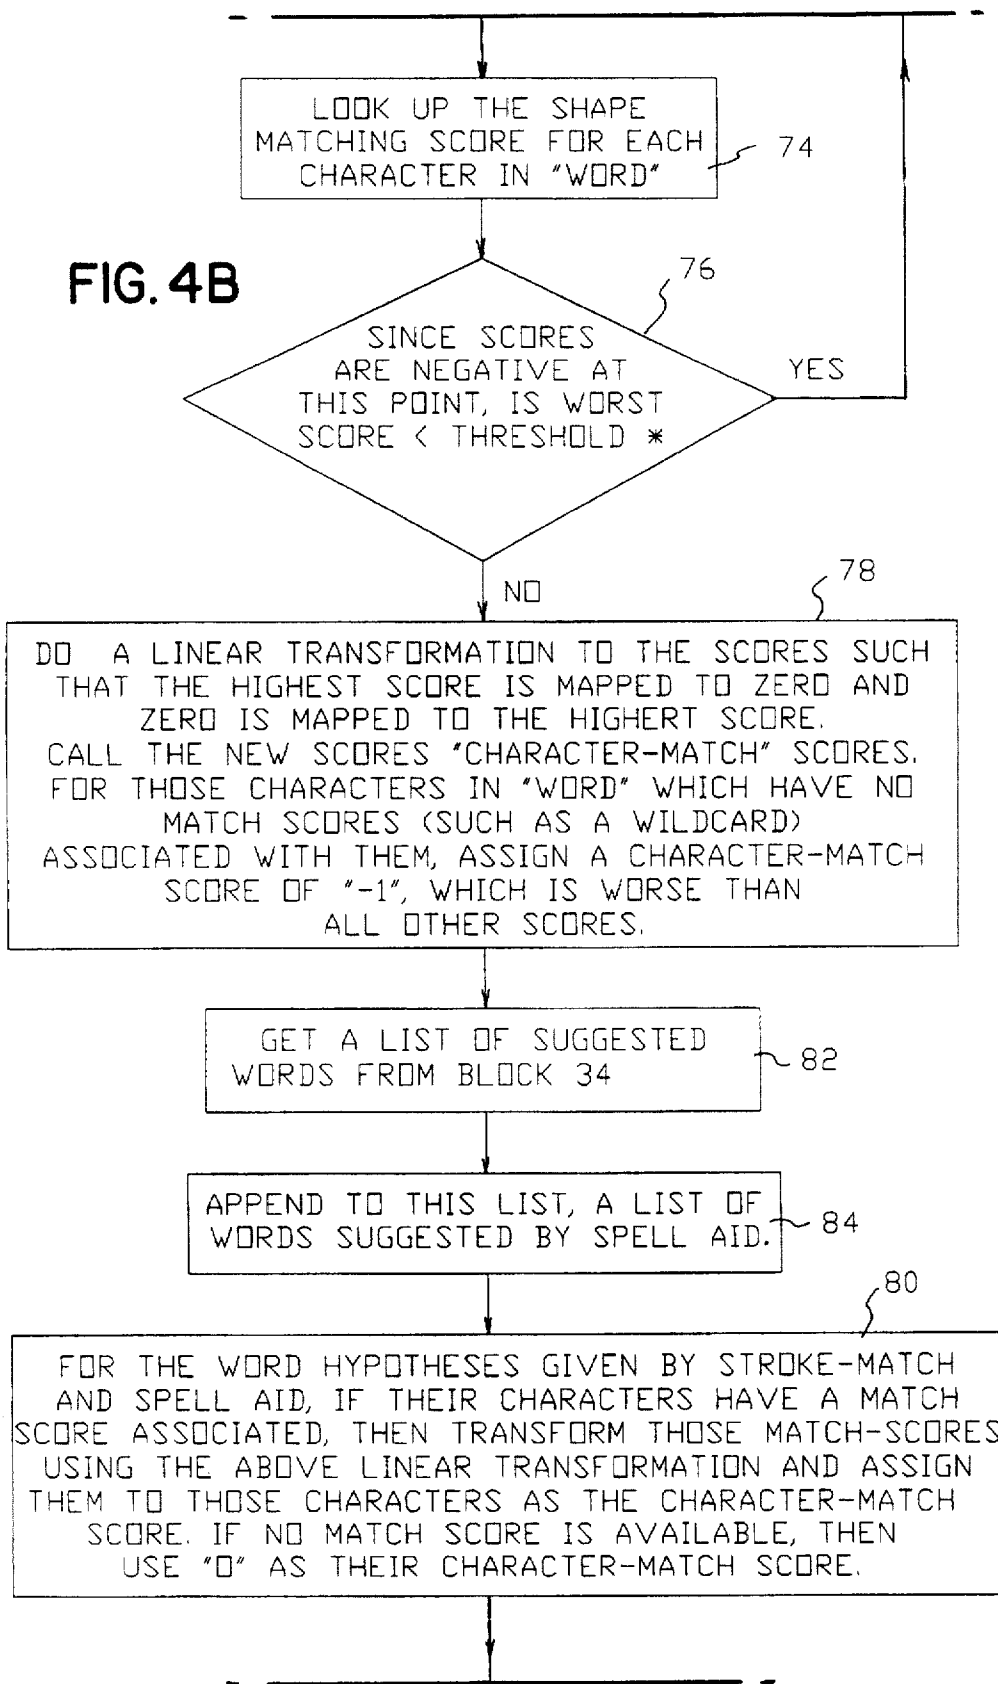 LOOK UP THE SHAPE
MATCHING SCORE FOR EACH
CHARACTER IN "WORD"
74
FIG. 4B
76
SINCE SCORES
ARE NEGATIVE AT
THIS POINT, IS WORST
SCORE < THRESHOLD *
YES
NO
78
DO A LINEAR TRANSFORMATION TO THE SCORES SUCH
THAT THE HIGHEST SCORE IS MAPPED TO ZERO AND
ZERO IS MAPPED TO THE HIGHERT SCORE.
CALL THE NEW SCORES "CHARACTER-MATCH" SCORES.
FOR THOSE CHARACTERS IN "WORD" WHICH HAVE NO
MATCH SCORES (SUCH AS A WILDCARD)
ASSOCIATED WITH THEM, ASSIGN A CHARACTER-MATCH
SCORE OF "-1", WHICH IS WORSE THAN
ALL OTHER SCORES.
GET A LIST OF SUGGESTED
WORDS FROM BLOCK 34
82
APPEND TO THIS LIST, A LIST OF
WORDS SUGGESTED BY SPELL AID.
84
80
FOR THE WORD HYPOTHESES GIVEN BY STROKE-MATCH
AND SPELL AID, IF THEIR CHARACTERS HAVE A MATCH
SCORE ASSOCIATED, THEN TRANSFORM THOSE MATCH-SCORES
USING THE ABOVE LINEAR TRANSFORMATION AND ASSIGN
THEM TO THOSE CHARACTERS AS THE CHARACTER-MATCH
SCORE. IF NO MATCH SCORE IS AVAILABLE, THEN
USE "0" AS THEIR CHARACTER-MATCH SCORE.